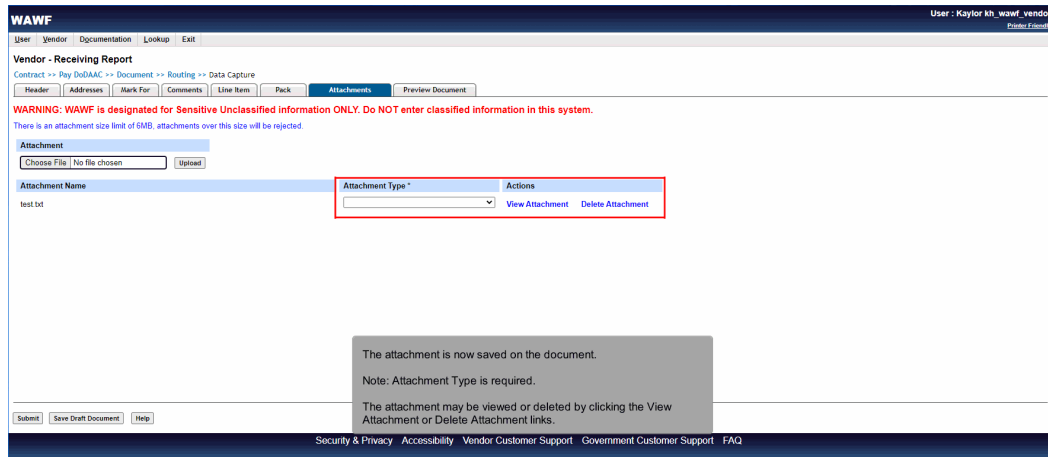 WAWF
User : Kaylor kh_wawf_vendo
Printer Friendl
User Vendor Documentation Lookup Exit
Vendor - Receiving Report
Contract >> Pay DoDAAC >> Document >> Routing >> Data Capture
Header Addresses Mark For Comments Line Item Pack Attachments Preview Document
WARNING: WAWF is designated for Sensitive Unclassified information ONLY. Do NOT enter classified information in this system.
There is an attachment size limit of 6MB, attachments over this size will be rejected.
Attachment
Choose File No file chosen Upload
Attachment Name Attachment Type * Actions
test.txt View Attachment Delete Attachment
The attachment is now saved on the document.
Note: Attachment Type is required.
The attachment may be viewed or deleted by clicking the View
Attachment or Delete Attachment links.
Submit Save Draft Document Help
Security & Privacy Accessibility Vendor Customer Support Government Customer Support FAQ